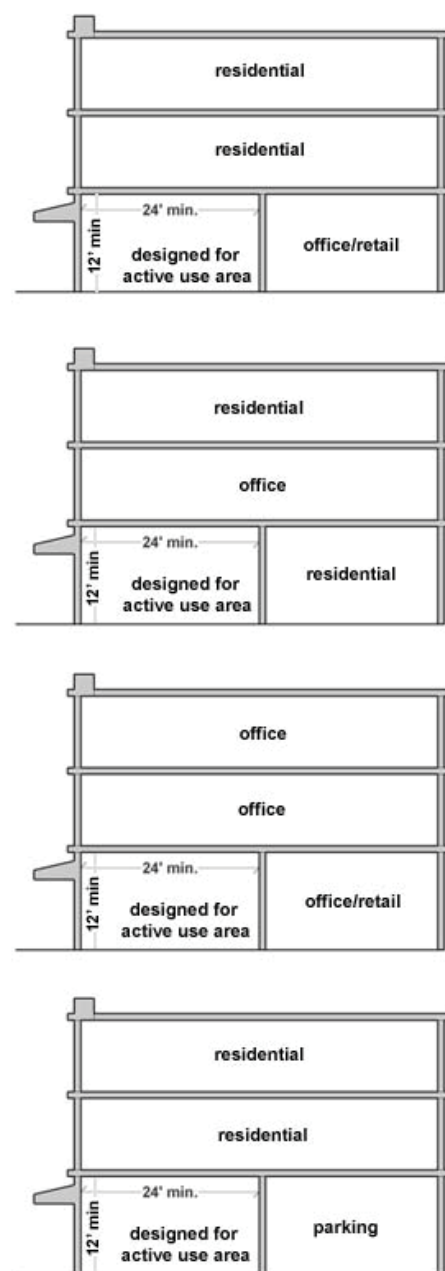 residential
residential
24' min.
12' min
designed for
active use area
office/retail
residential
office
24' min.
12' min
designed for
active use area
residential
office
office
24' min.
12' min
designed for
active use area
office/retail
residential
residential
24' min.
12' min
designed for
active use area
parking